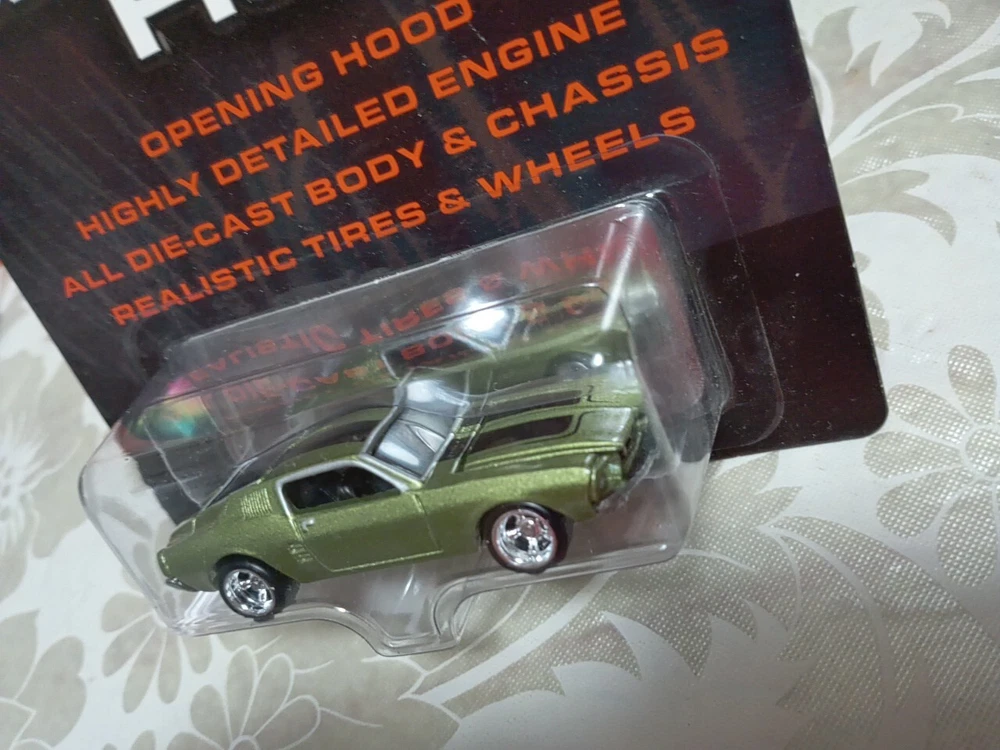 OPENING HOOD
HIGHLY DETAILED ENGINE
ALL DIE-CAST BODY & CHASSIS
REALISTIC TIRES & WHEELS